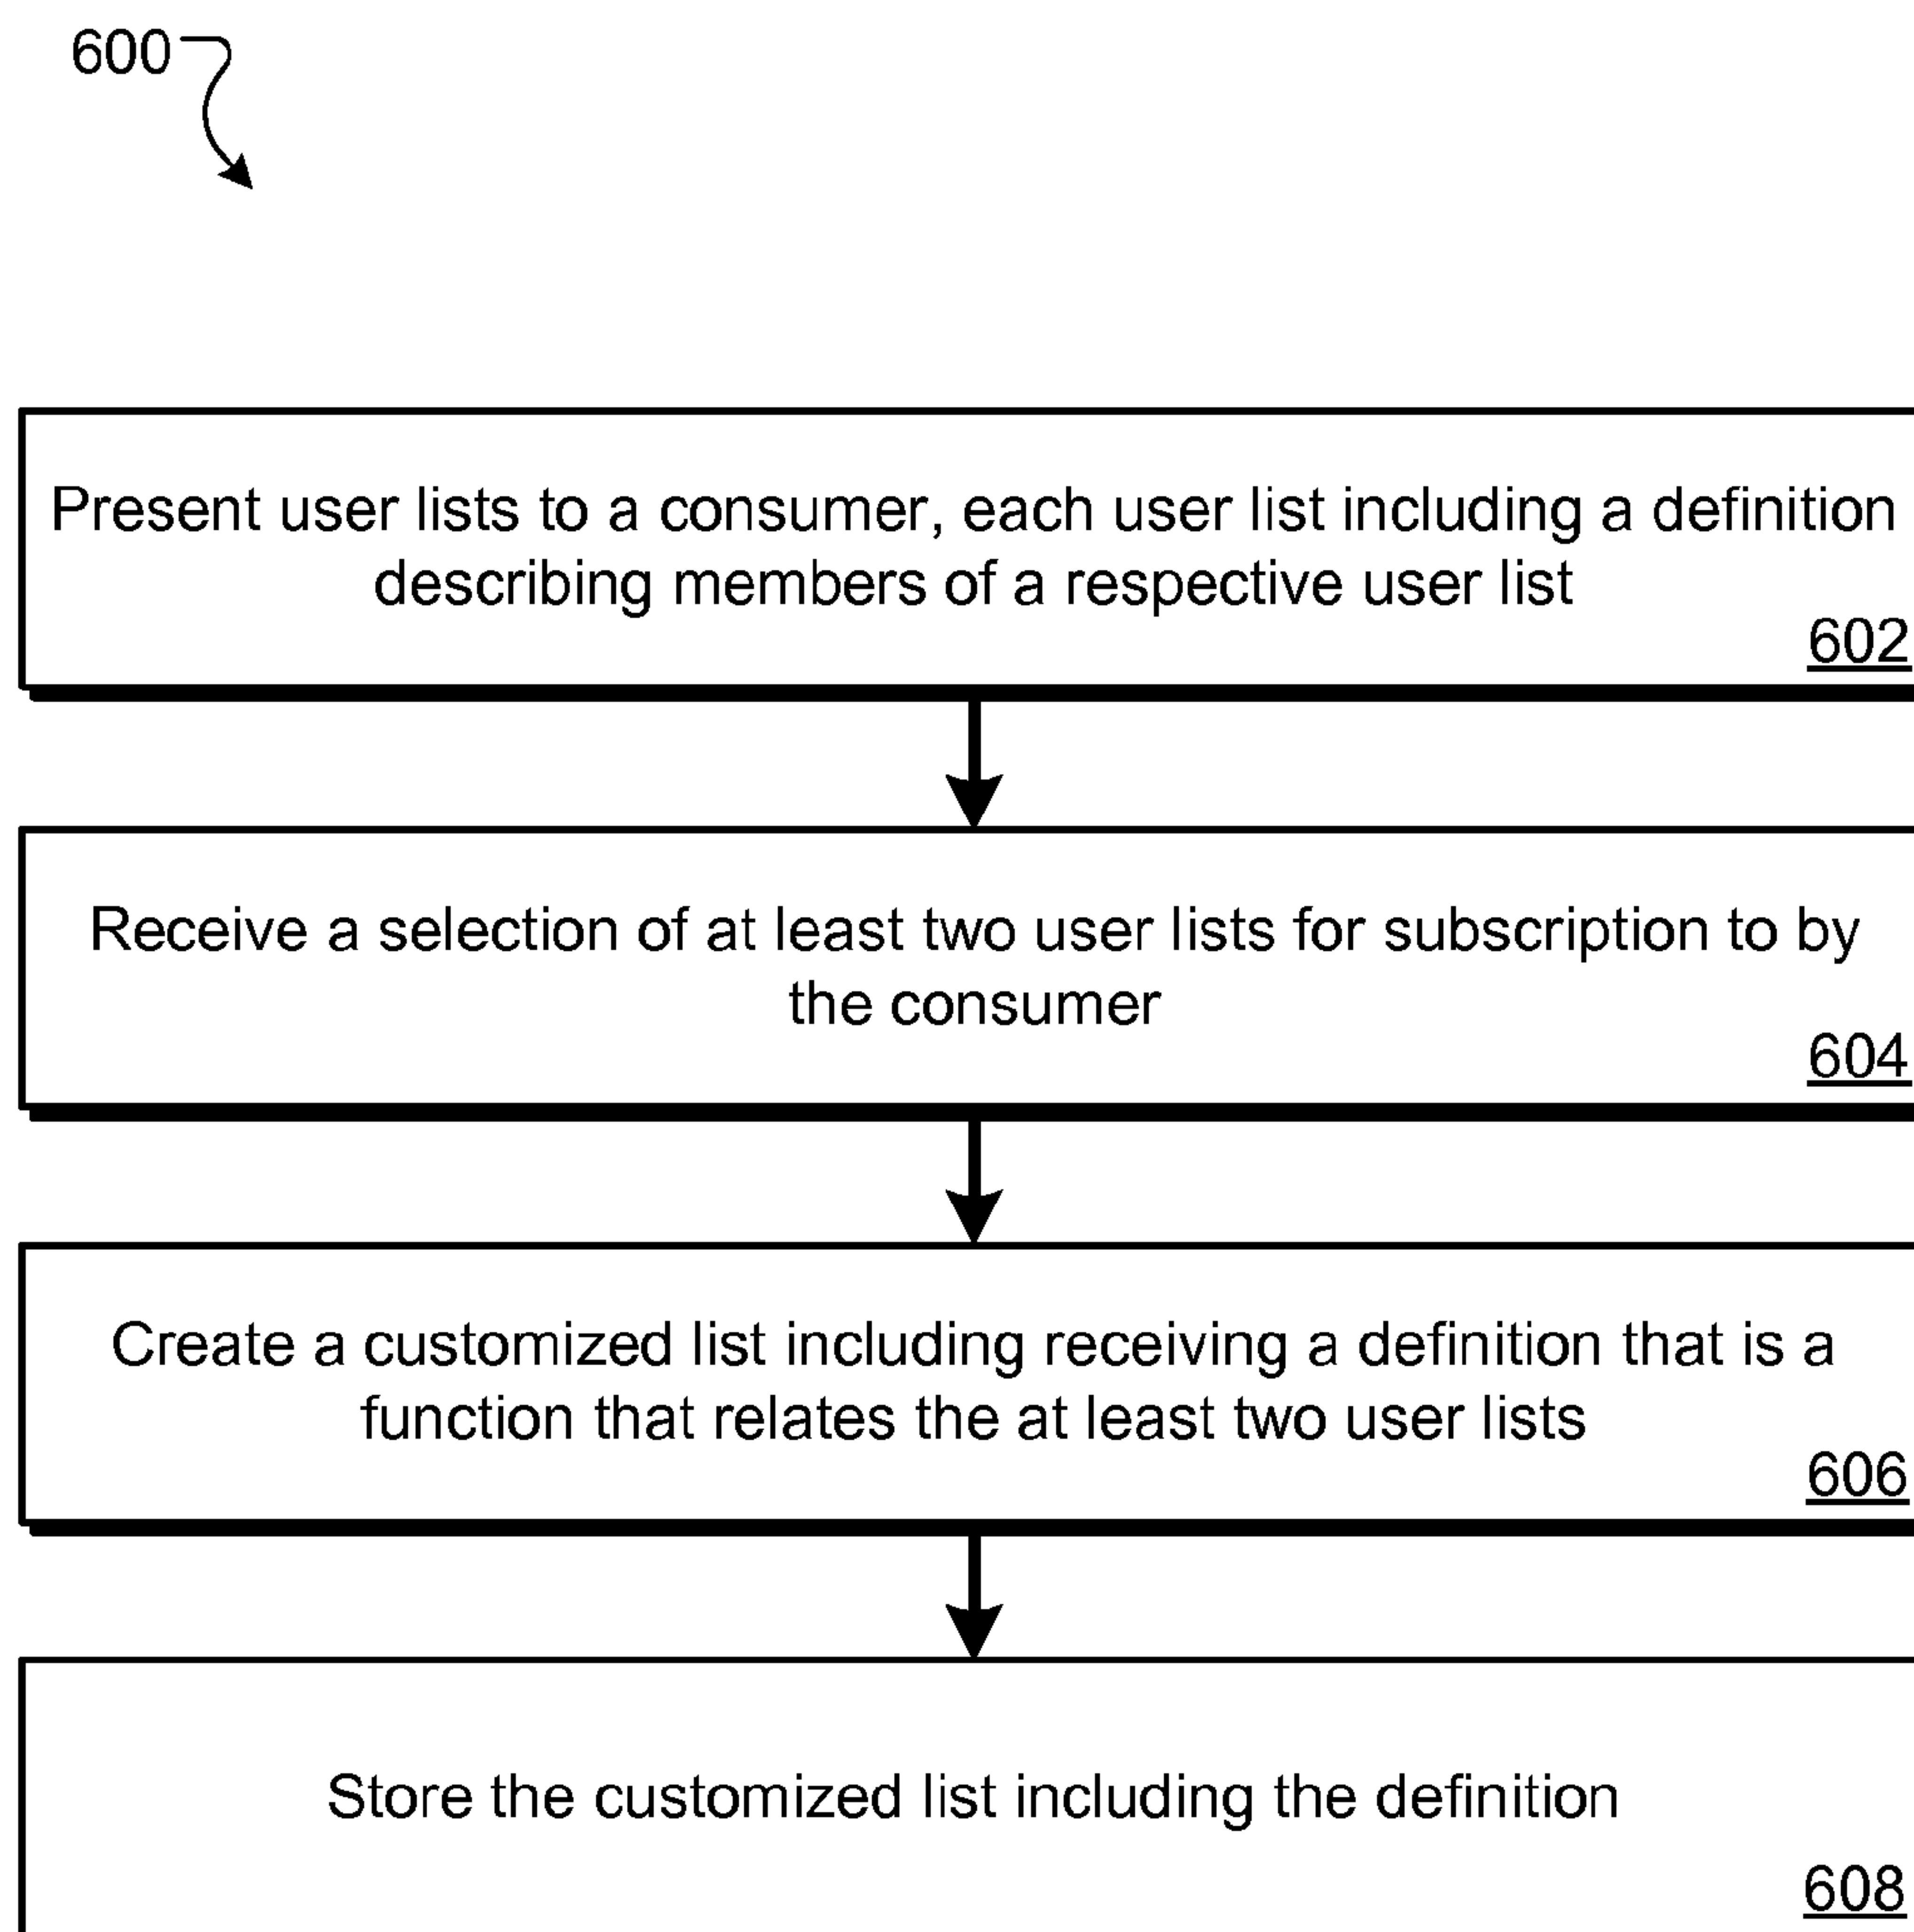 600
Present user lists to a consumer, each user list including a definition
describing members of a respective user list
602
Receive a selection of at least two user lists for subscription to by
the consumer
604
Create a customized list including receiving a definition that is a
function that relates the at least two user lists
606
Store the customized list including the definition
608